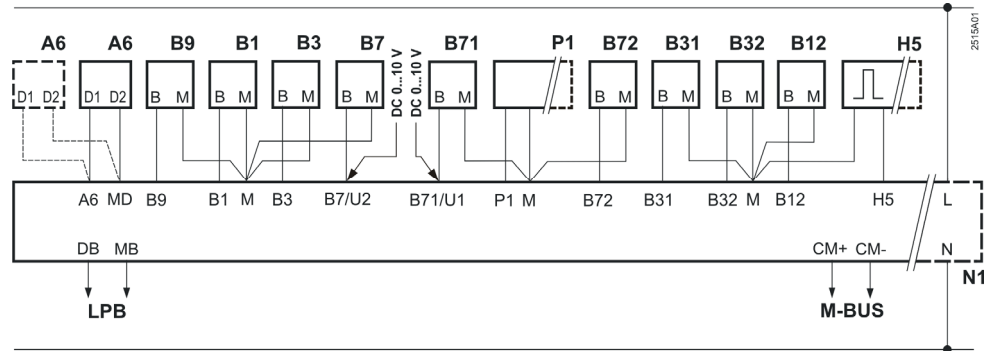 A6 A6 B9 B1 B3 B7 DC 0...10 V DC 0...10 V B71 P1 B72 B31 B32 B12 H5 2515A01
D1 D2 D1 D2 B M B M B M B M B M B M B M B M B M
A6 MD B9 B1 M B3 B7/U2 B71/U1 P1 M B72 B31 B32 M B12 H5 L
DB MB CM+ CM- N
N1
LPB M-BUS